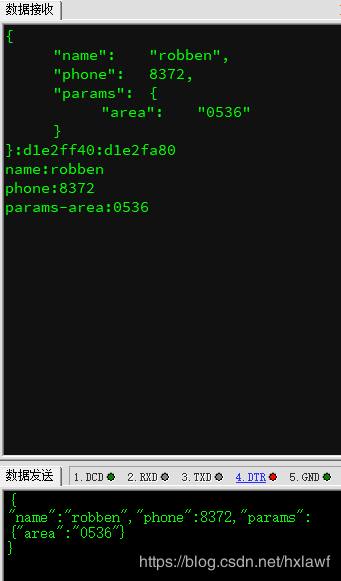 数据接收
{
"name": "robben",
"phone": 8372,
"params": {
"area": "0536"
}
}:d1e2ff40:d1e2fa80
name:robben
phone:8372
params-area:0536
数据发送 1.DCD 2.RXD 3.TXD 4.DTR 5.GND
{
"name":"robben","phone":8372,"params":
{"area":"0536"}
}
https://blog.csdn.net/hxlawf